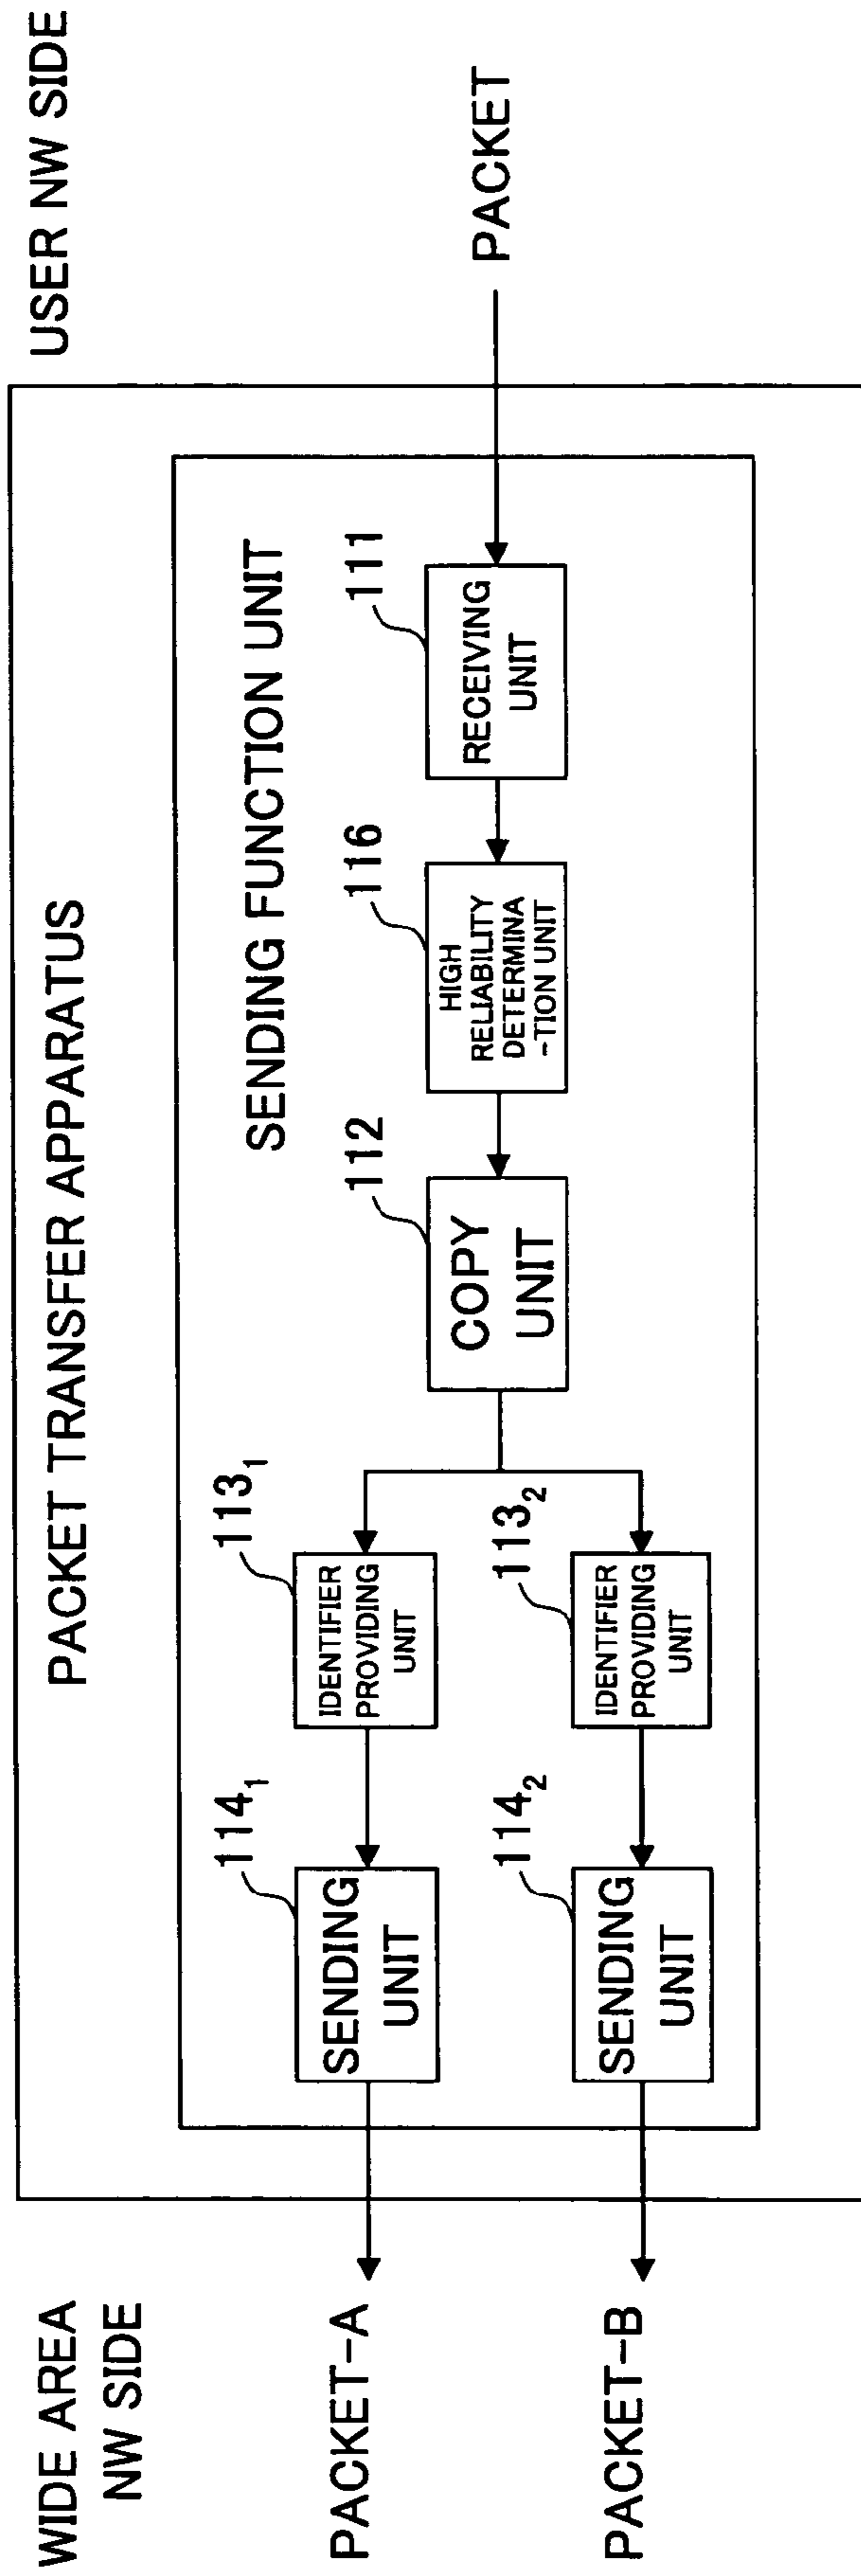 WIDE AREA
NW SIDE
PACKET TRANSFER APPARATUS
USER NW SIDE
SENDING FUNCTION UNIT
PACKET-A
114₁
SENDING
UNIT
113₁
IDENTIFIER
PROVIDING
UNIT
112
COPY
UNIT
116
HIGH
RELIABILITY
DETERMINA
-TION UNIT
111
RECEIVING
UNIT
PACKET
PACKET-B
114₂
SENDING
UNIT
113₂
IDENTIFIER
PROVIDING
UNIT